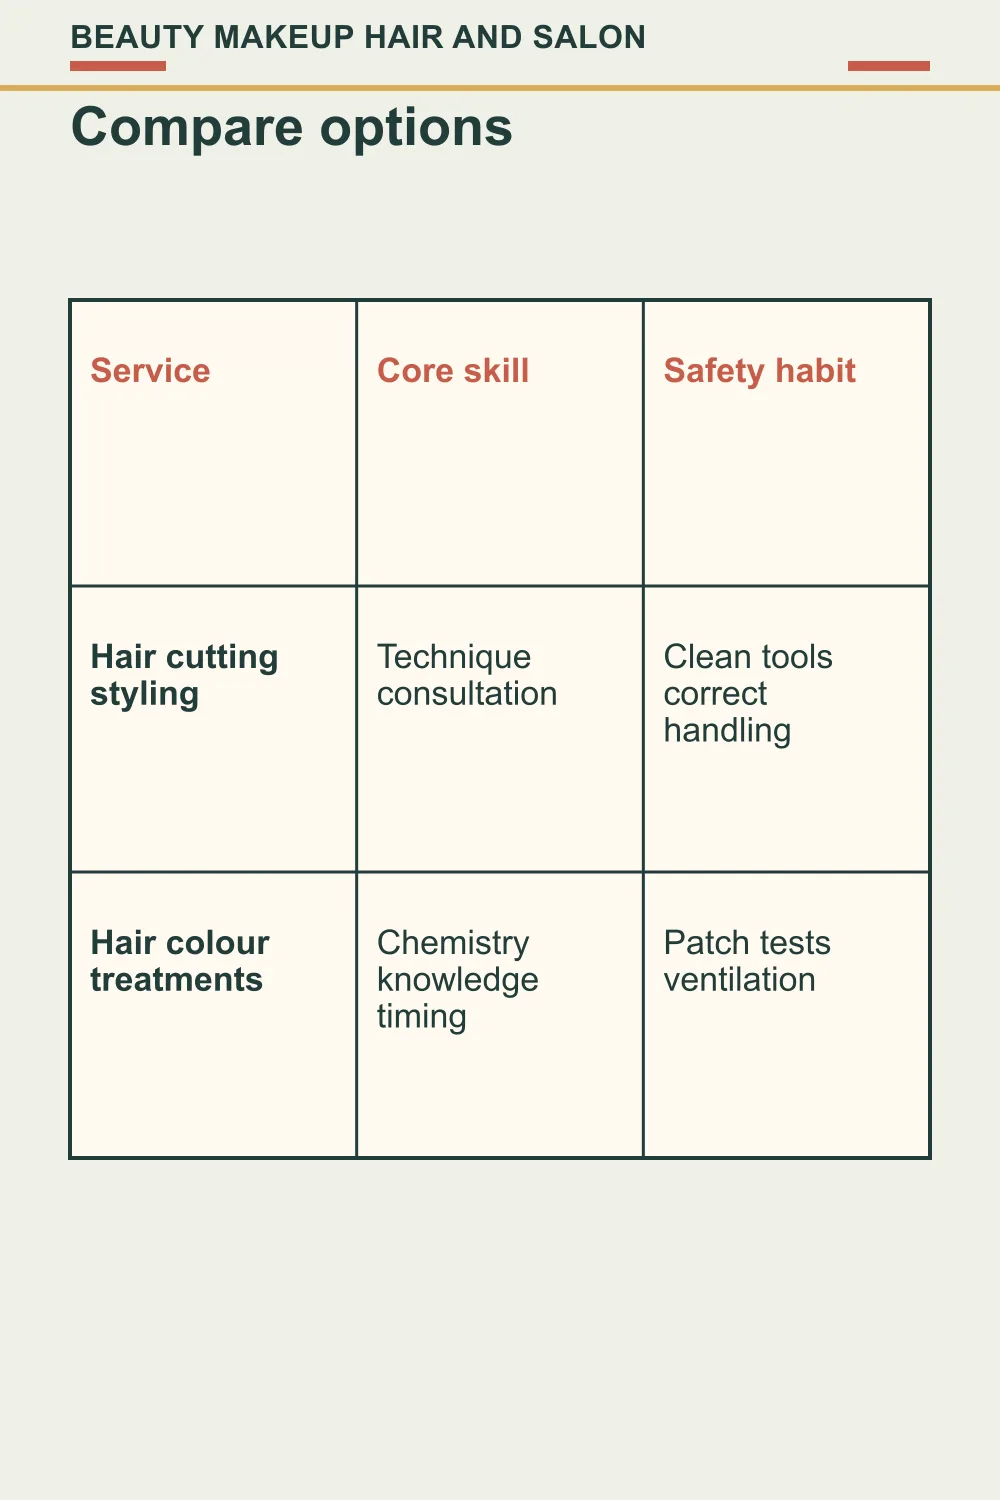 BEAUTY MAKEUP HAIR AND SALON
Compare options
Service
Core skill
Safety habit
Hair cutting
styling
Technique
consultation
Clean tools
correct
handling
Hair colour
treatments
Chemistry
knowledge
timing
Patch tests
ventilation